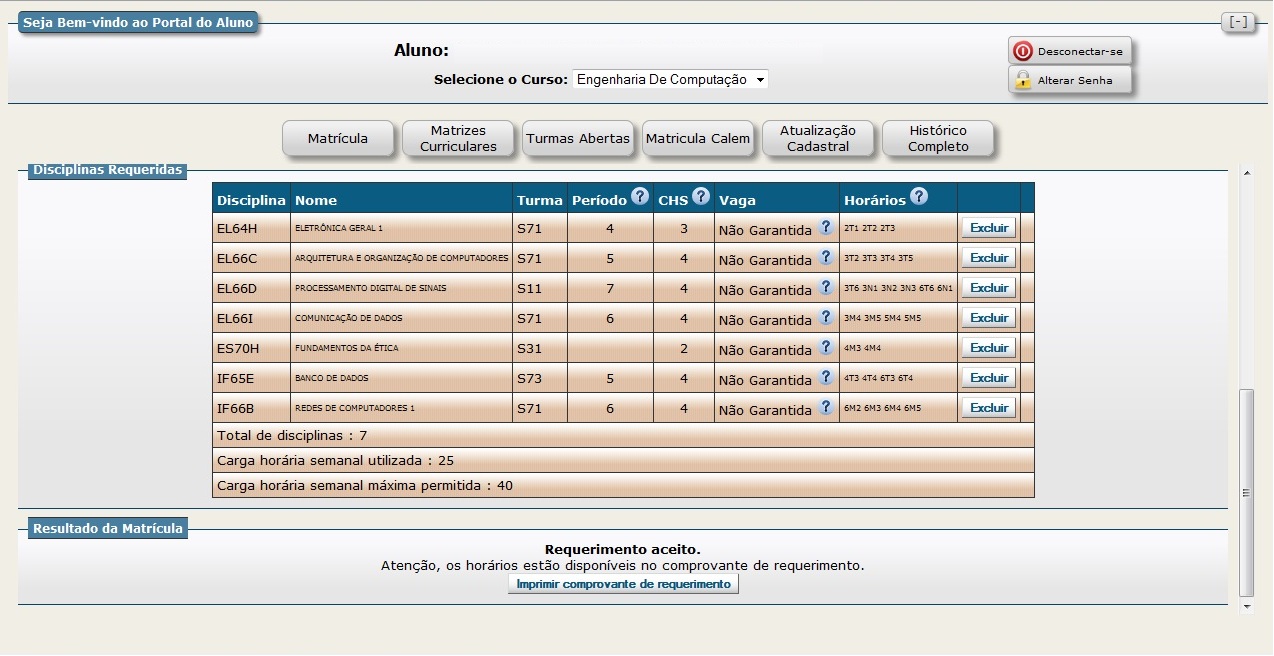 Seja Bem-vindo ao Portal do Aluno
[-]
Aluno:
Desconectar-se
Selecione o Curso: Engenharia De Computação
Alterar Senha
Matrícula
Matrizes Curriculares
Turmas Abertas
Matricula Calem
Atualização Cadastral
Histórico Completo
Disciplinas Requeridas
Disciplina Nome Turma Período ? CHS ? Vaga Horários ?
EL64H ELETRÔNICA GERAL 1 S71 4 3 Não Garantida ? 2T1 2T2 2T3 Excluir
EL66C ARQUITETURA E ORGANIZAÇÃO DE COMPUTADORES S71 5 4 Não Garantida ? 3T2 3T3 3T4 3T5 Excluir
EL66D PROCESSAMENTO DIGITAL DE SINAIS S11 7 4 Não Garantida ? 3T6 3N1 3N2 3N3 6T6 6N1 Excluir
EL66I COMUNICAÇÃO DE DADOS S71 6 4 Não Garantida ? 3M4 3M5 5M4 5M5 Excluir
ES70H FUNDAMENTOS DA ÉTICA S31 2 Não Garantida ? 4M3 4M4 Excluir
IF65E BANCO DE DADOS S73 5 4 Não Garantida ? 4T3 4T4 6T3 6T4 Excluir
IF66B REDES DE COMPUTADORES 1 S71 6 4 Não Garantida ? 6M2 6M3 6M4 6M5 Excluir
Total de disciplinas : 7
Carga horária semanal utilizada : 25
Carga horária semanal máxima permitida : 40
Resultado da Matrícula
Requerimento aceito.
Atenção, os horários estão disponíveis no comprovante de requerimento.
Imprimir comprovante de requerimento